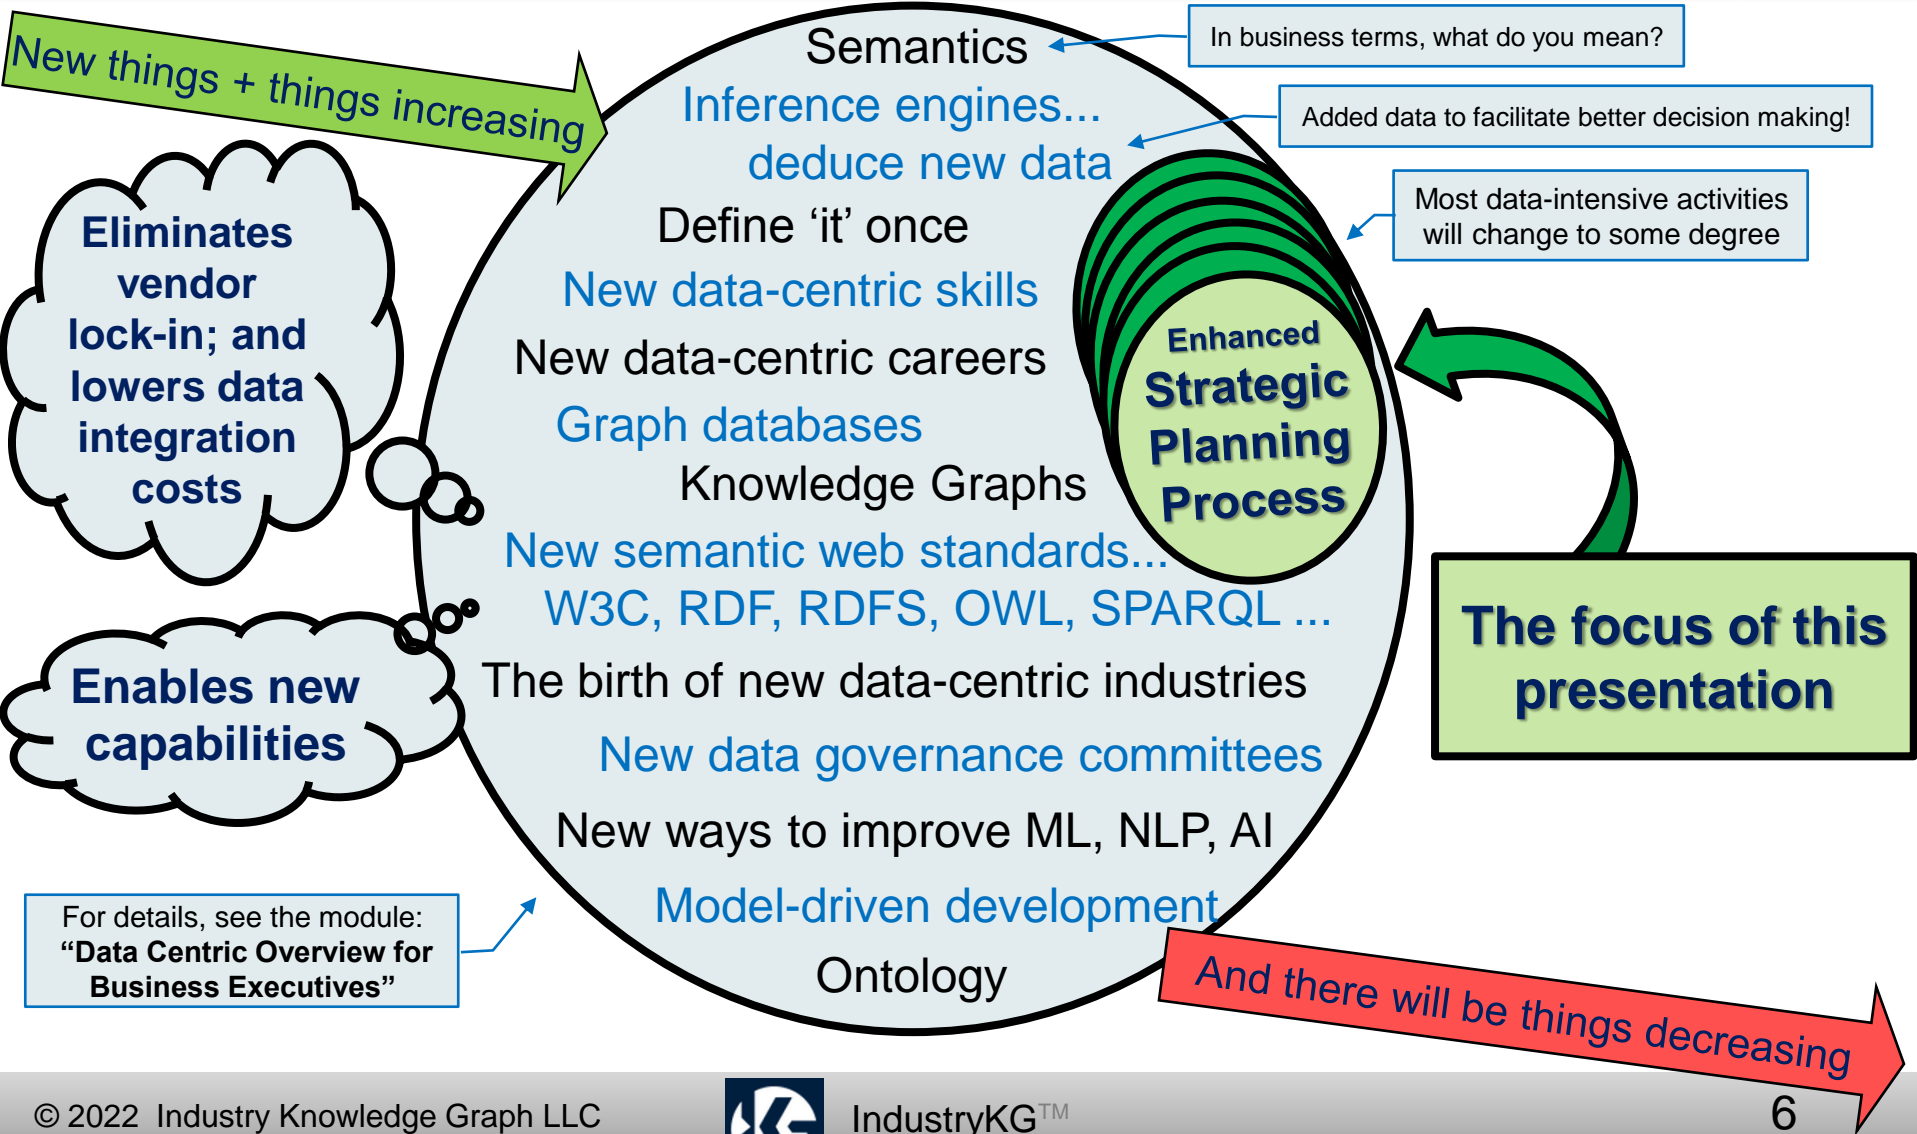 New things + things increasing
Semantics
In business terms, what do you mean?
Inference engines...
deduce new data
Added data to facilitate better decision making!
Define ‘it’ once
Most data-intensive activities
will change to some degree
New data-centric skills
New data-centric careers
Graph databases
Knowledge Graphs
New semantic web standards...
W3C, RDF, RDFS, OWL, SPARQL ...
The birth of new data-centric industries
New data governance committees
New ways to improve ML, NLP, AI
Model-driven development
Ontology
Eliminates
vendor
lock-in; and
lowers data
integration
costs
Enables new
capabilities
Enhanced
Strategic
Planning
Process
The focus of this
presentation
For details, see the module:
“Data Centric Overview for
Business Executives”
And there will be things decreasing
© 2022 Industry Knowledge Graph LLC
IndustryKG™
6